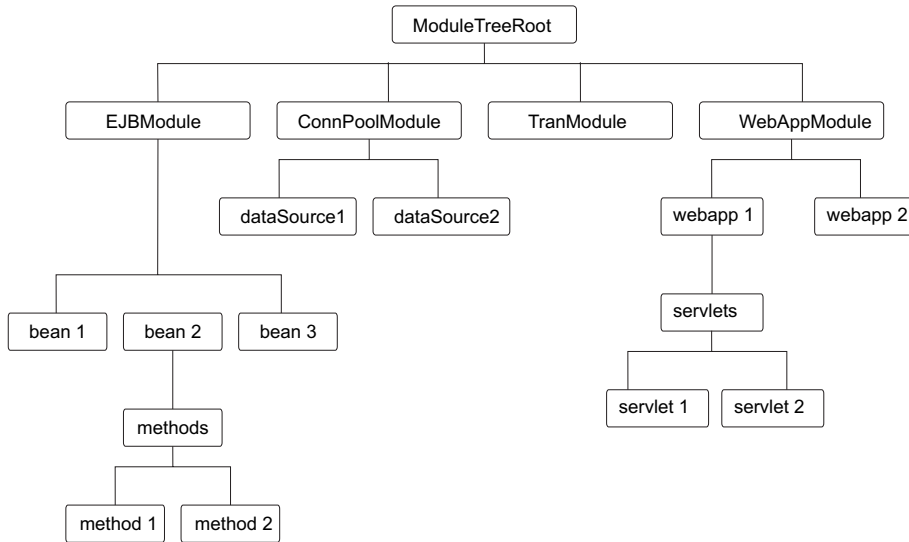 ModuleTreeRoot
EJBModule
ConnPoolModule
TranModule
WebAppModule
dataSource1
dataSource2
webapp 1
webapp 2
servlets
bean 1
bean 2
bean 3
servlet 1
servlet 2
methods
method 1
method 2